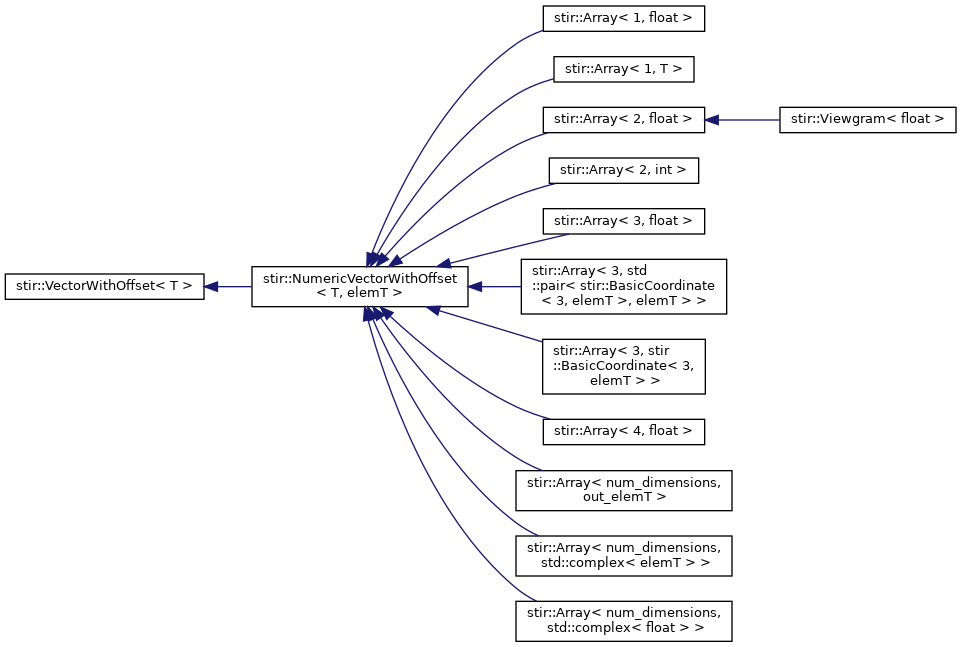 stir::Array< 1, float >
stir::Array< 1, T >
stir::Array< 2, float >
stir::Viewgram< float >
stir::Array< 2, int >
stir::Array< 3, float >
stir::VectorWithOffset< T >
stir::NumericVectorWithOffset
< T, elemT >
stir::Array< 3, std
::pair< stir::BasicCoordinate
< 3, elemT >, elemT > >
stir::Array< 3, stir
::BasicCoordinate< 3,
elemT > >
stir::Array< 4, float >
stir::Array< num_dimensions,
out_elemT >
stir::Array< num_dimensions,
std::complex< elemT > >
stir::Array< num_dimensions,
std::complex< float > >